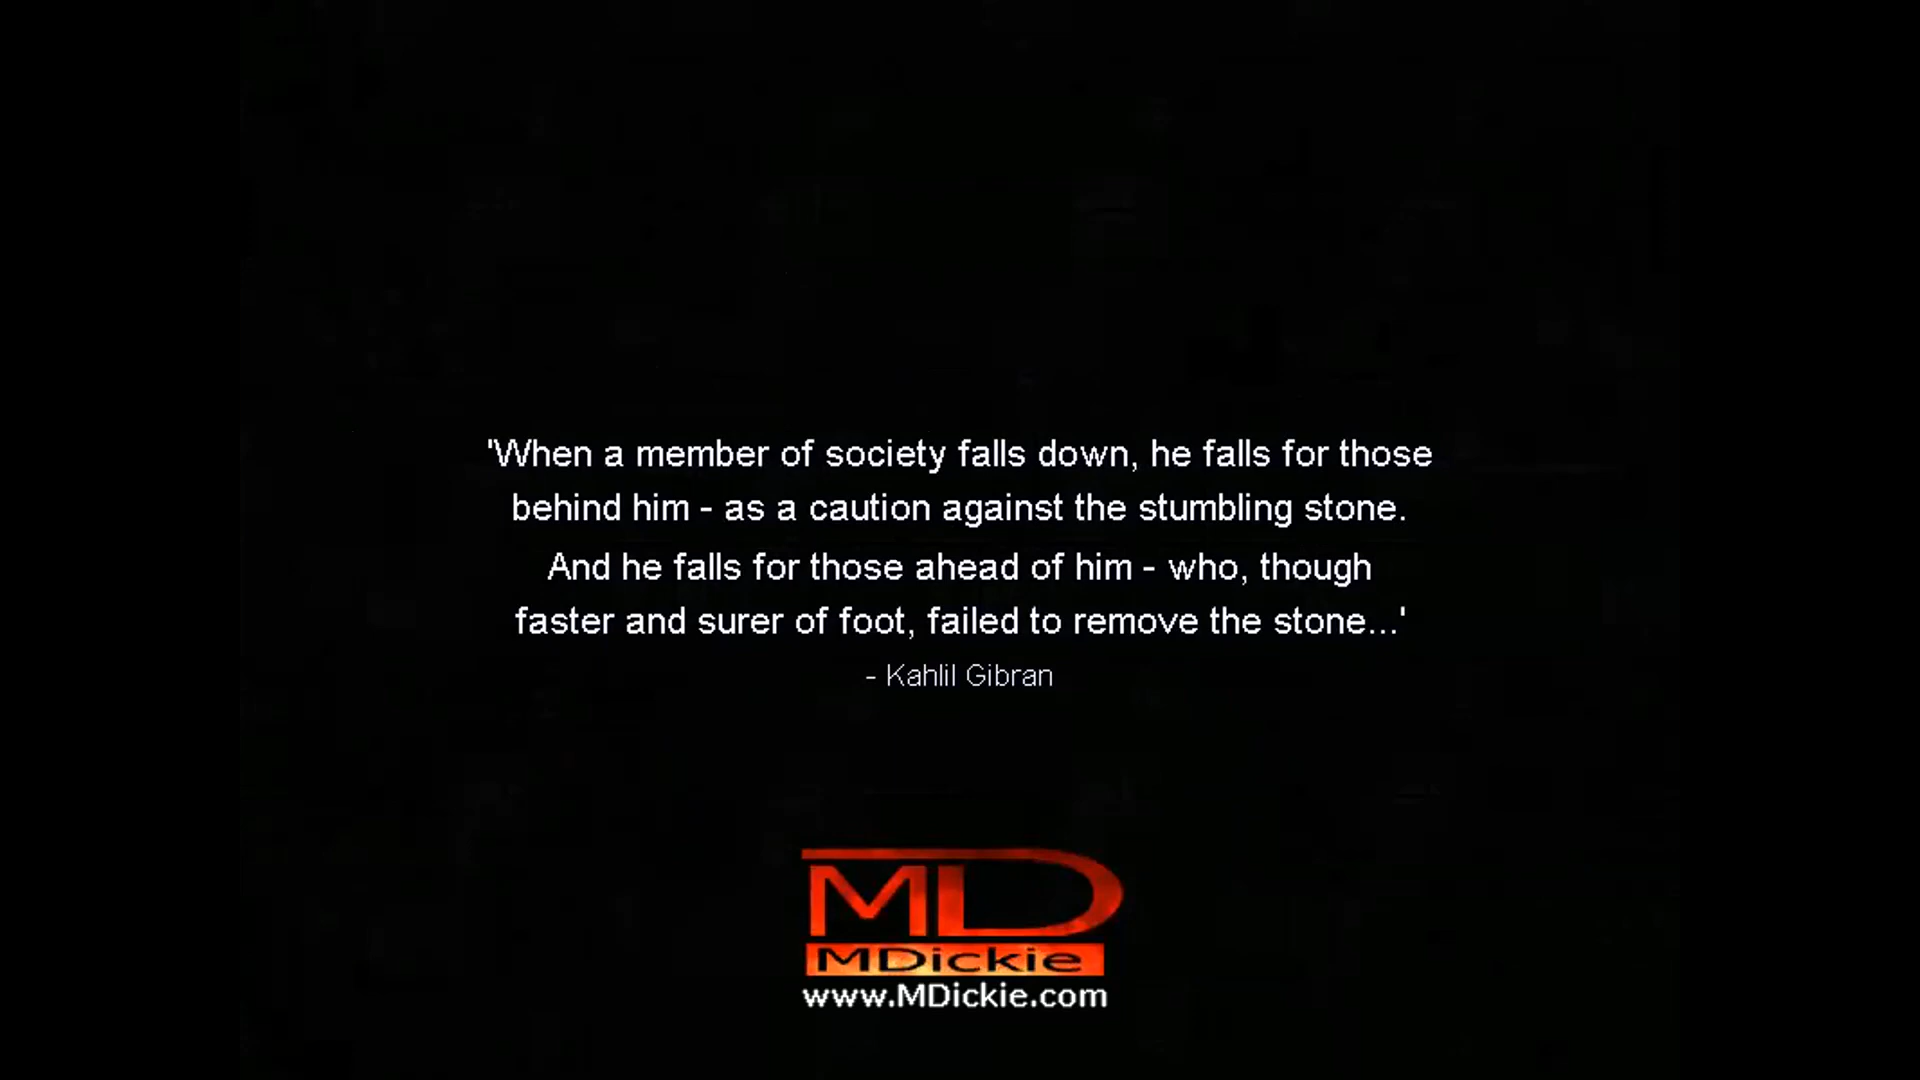 'When a member of society falls down, he falls for those
behind him - as a caution against the stumbling stone.
And he falls for those ahead of him - who, though
faster and surer of foot, failed to remove the stone...'
- Kahlil Gibran
MD
MDickie
www.MDickie.com